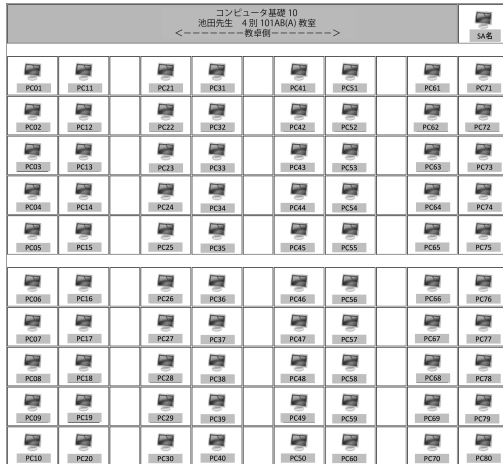 コンピュータ基礎 10
池田先生 4別 101AB(A) 教室
<−−−−−−−教卓側−−−−−−−>
SA名
PC01 PC11 PC21 PC31 PC41 PC51 PC61 PC71
PC02 PC12 PC22 PC32 PC42 PC52 PC62 PC72
PC03 PC13 PC23 PC33 PC43 PC53 PC63 PC73
PC04 PC14 PC24 PC34 PC44 PC54 PC64 PC74
PC05 PC15 PC25 PC35 PC45 PC55 PC65 PC75
PC06 PC16 PC26 PC36 PC46 PC56 PC66 PC76
PC07 PC17 PC27 PC37 PC47 PC57 PC67 PC77
PC08 PC18 PC28 PC38 PC48 PC58 PC68 PC78
PC09 PC19 PC29 PC39 PC49 PC59 PC69 PC79
PC10 PC20 PC30 PC40 PC50 PC60 PC70 PC80